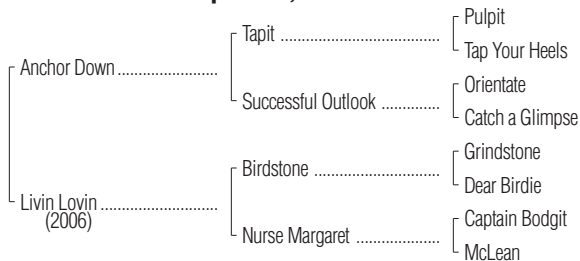 Pulpit
Tapit
Tap Your Heels
Anchor Down
Orientate
Successful Outlook
Catch a Glimpse
Grindstone
Birdstone
Dear Birdie
Livin Lovin
(2006)
Captain Bodgit
Nurse Margaret
McLean